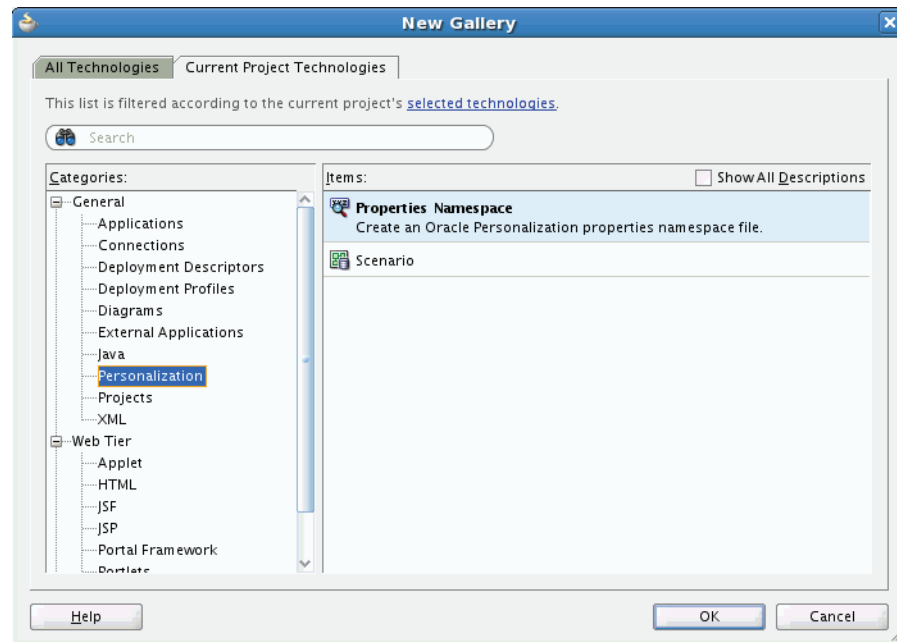 New Gallery
All Technologies
Current Project Technologies
This list is filtered according to the current project's selected technologies.
Search
Categories:
General
Applications
Connections
Deployment Descriptors
Deployment Profiles
Diagrams
External Applications
Java
Personalization
Projects
XML
Web Tier
Applet
HTML
JSF
JSP
Portal Framework
Portlets
Items:
Show All Descriptions
Properties Namespace
Create an Oracle Personalization properties namespace file.
Scenario
Help
OK
Cancel